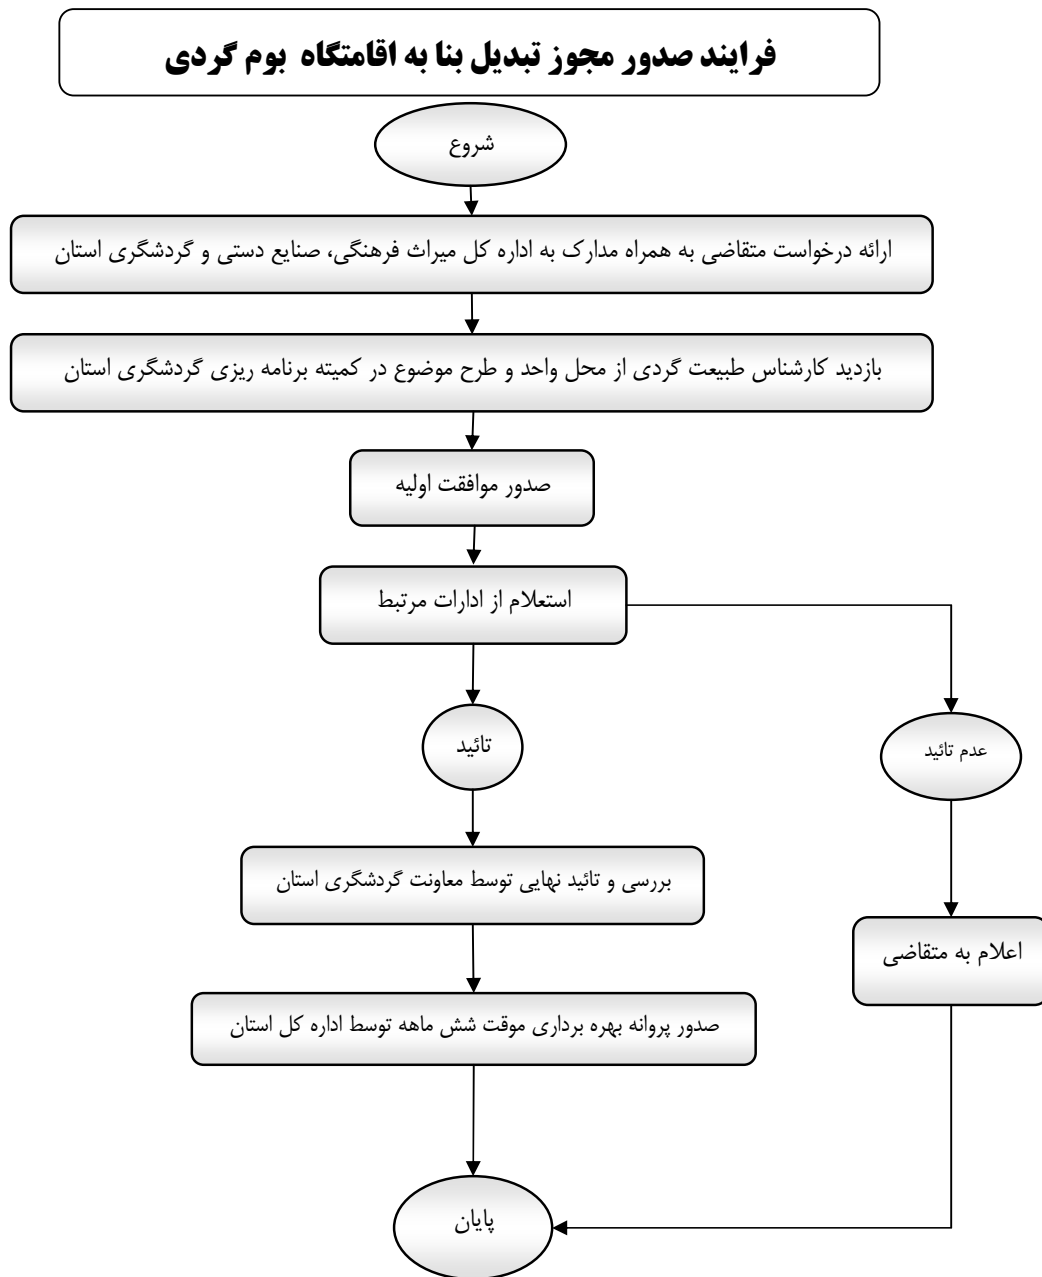 فرایند صدور مجوز تبدیل بنا به اقامتگاه بوم گردی
شروع
ارائه درخواست متقاضی به همراه مدارک به اداره کل میراث فرهنگی، صنایع دستی و گردشگری استان
بازدید کارشناس طبیعت گردی از محل واحد و طرح موضوع در کمیته برنامه ریزی گردشگری استان
صدور موافقت اولیه
استعلام از ادارات مرتبط
تائید
عدم تائید
بررسی و تائید نهایی توسط معاونت گردشگری استان
اعلام به متقاضی
صدور پروانه بهره برداری موقت شش ماهه توسط اداره کل استان
پایان